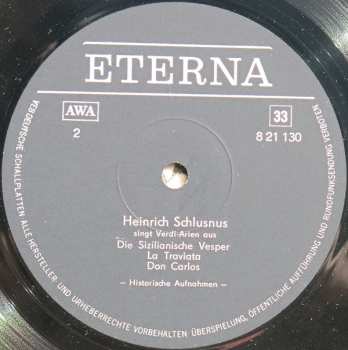 ETERNA
AWA
33
2
8 21 130
Heinrich Schlusnus
singt Verdi-Arien aus
Die Sizilianische Vesper
La Traviata
Don Carlos
— Historische Aufnahmen —
VEB DEUTSCHE SCHALLPLATTEN ALLE HERSTELLER- UND URHEBERRECHTE VORBEHALTEN ÜBERSPIELUNG, ÖFFENTLICHE AUFFÜHRUNG UND RUNDFUNKSENDUNG VERBOTEN